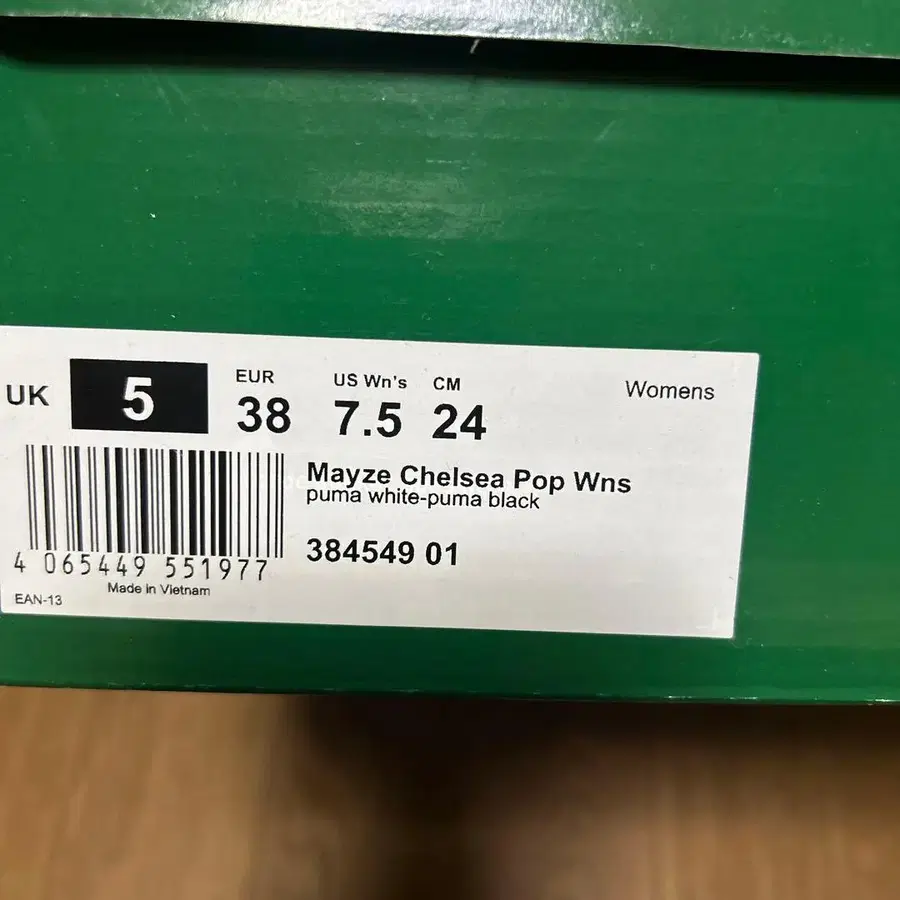 UK 5 EUR 38 US Wn's 7.5 CM 24 Womens
Mayze Chelsea Pop Wns
puma white-puma black
384549 01
4 065449 551977
Made in Vietnam
EAN-13